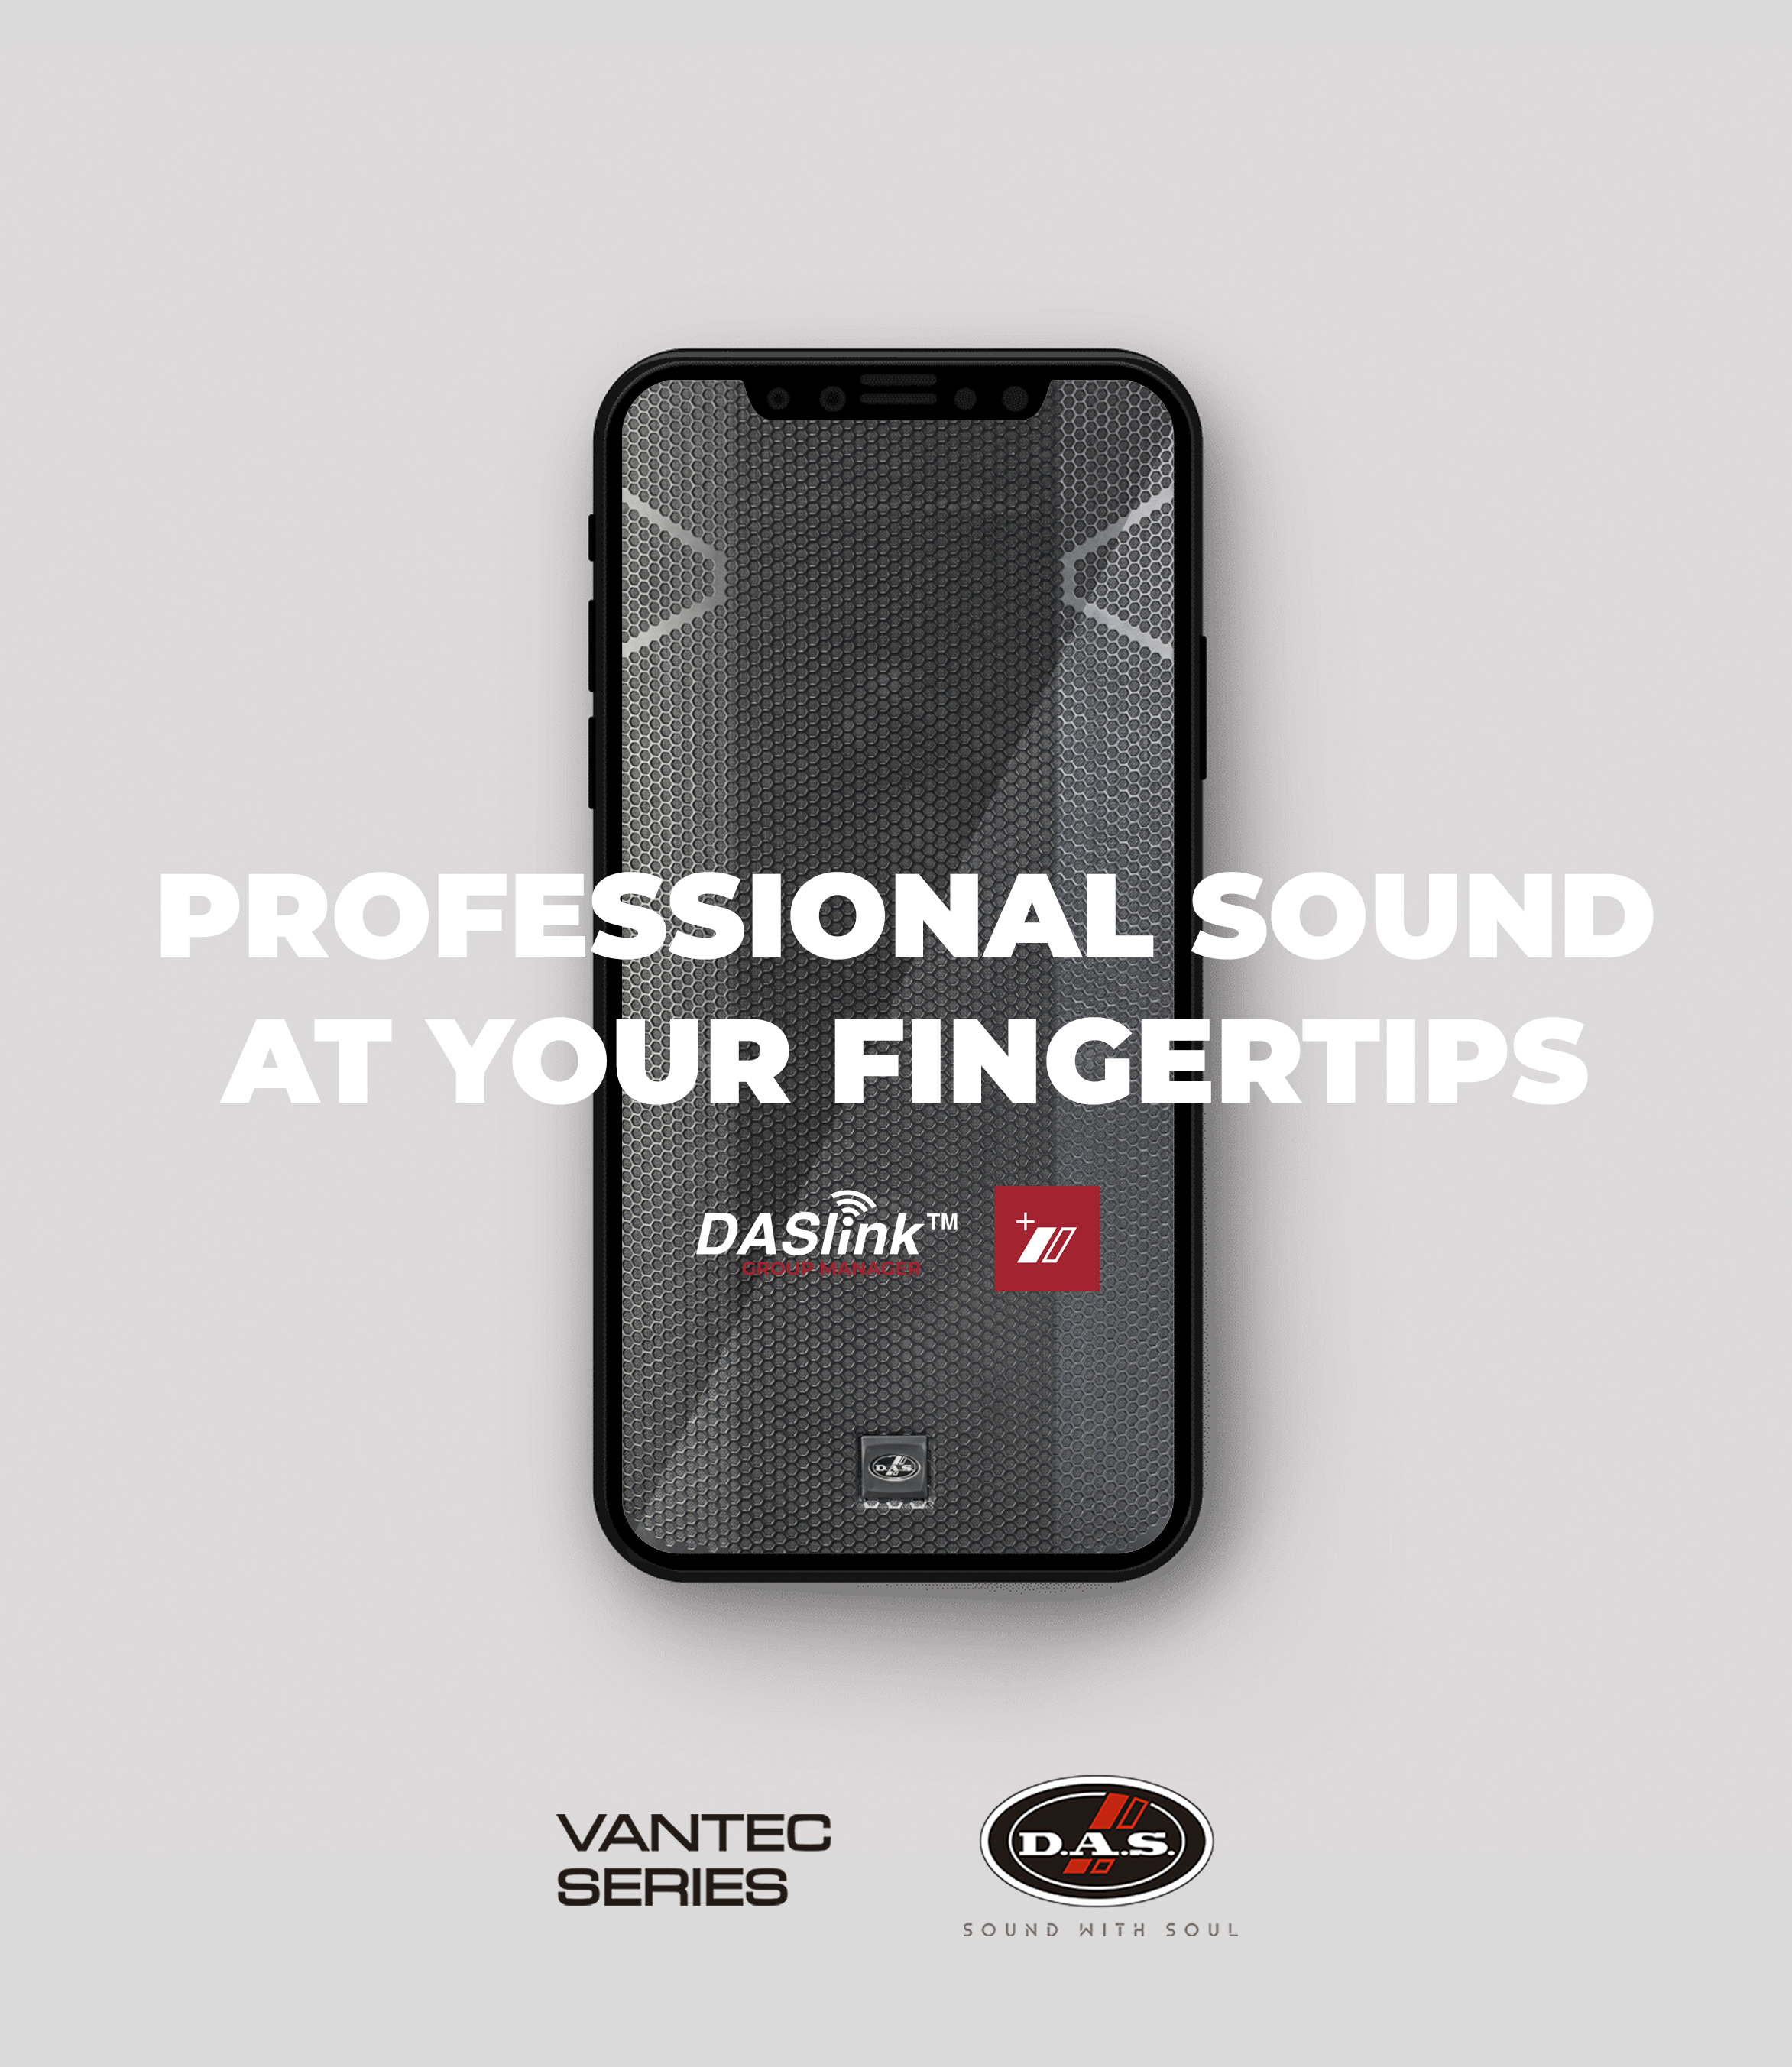 PROFESSIONAL SOUND
AT YOUR FINGERTIPS
DASlink™
GROUP MANAGER
D.A.S.
VANTEC
SERIES
D.A.S.
SOUND WITH SOUL